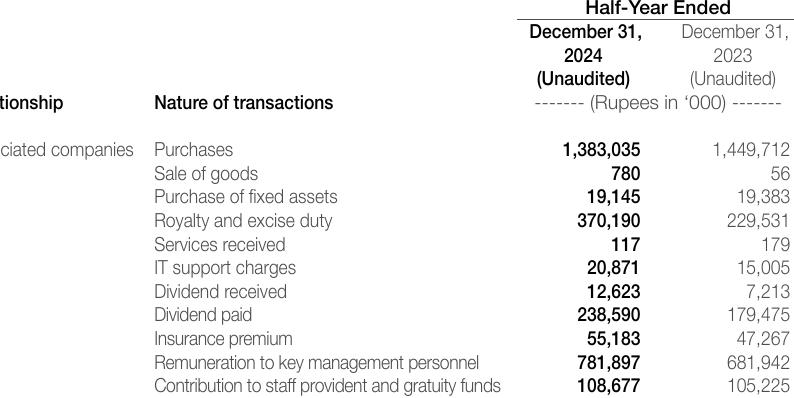 Half-Year Ended
December 31, December 31,
2024 2023
(Unaudited) (Unaudited)
tionship Nature of transactions ------- (Rupees in ‘000) -------
ciated companies Purchases 1,383,035 1,449,712
Sale of goods 780 56
Purchase of fixed assets 19,145 19,383
Royalty and excise duty 370,190 229,531
Services received 117 179
IT support charges 20,871 15,005
Dividend received 12,623 7,213
Dividend paid 238,590 179,475
Insurance premium 55,183 47,267
Remuneration to key management personnel 781,897 681,942
Contribution to staff provident and gratuity funds 108,677 105,225